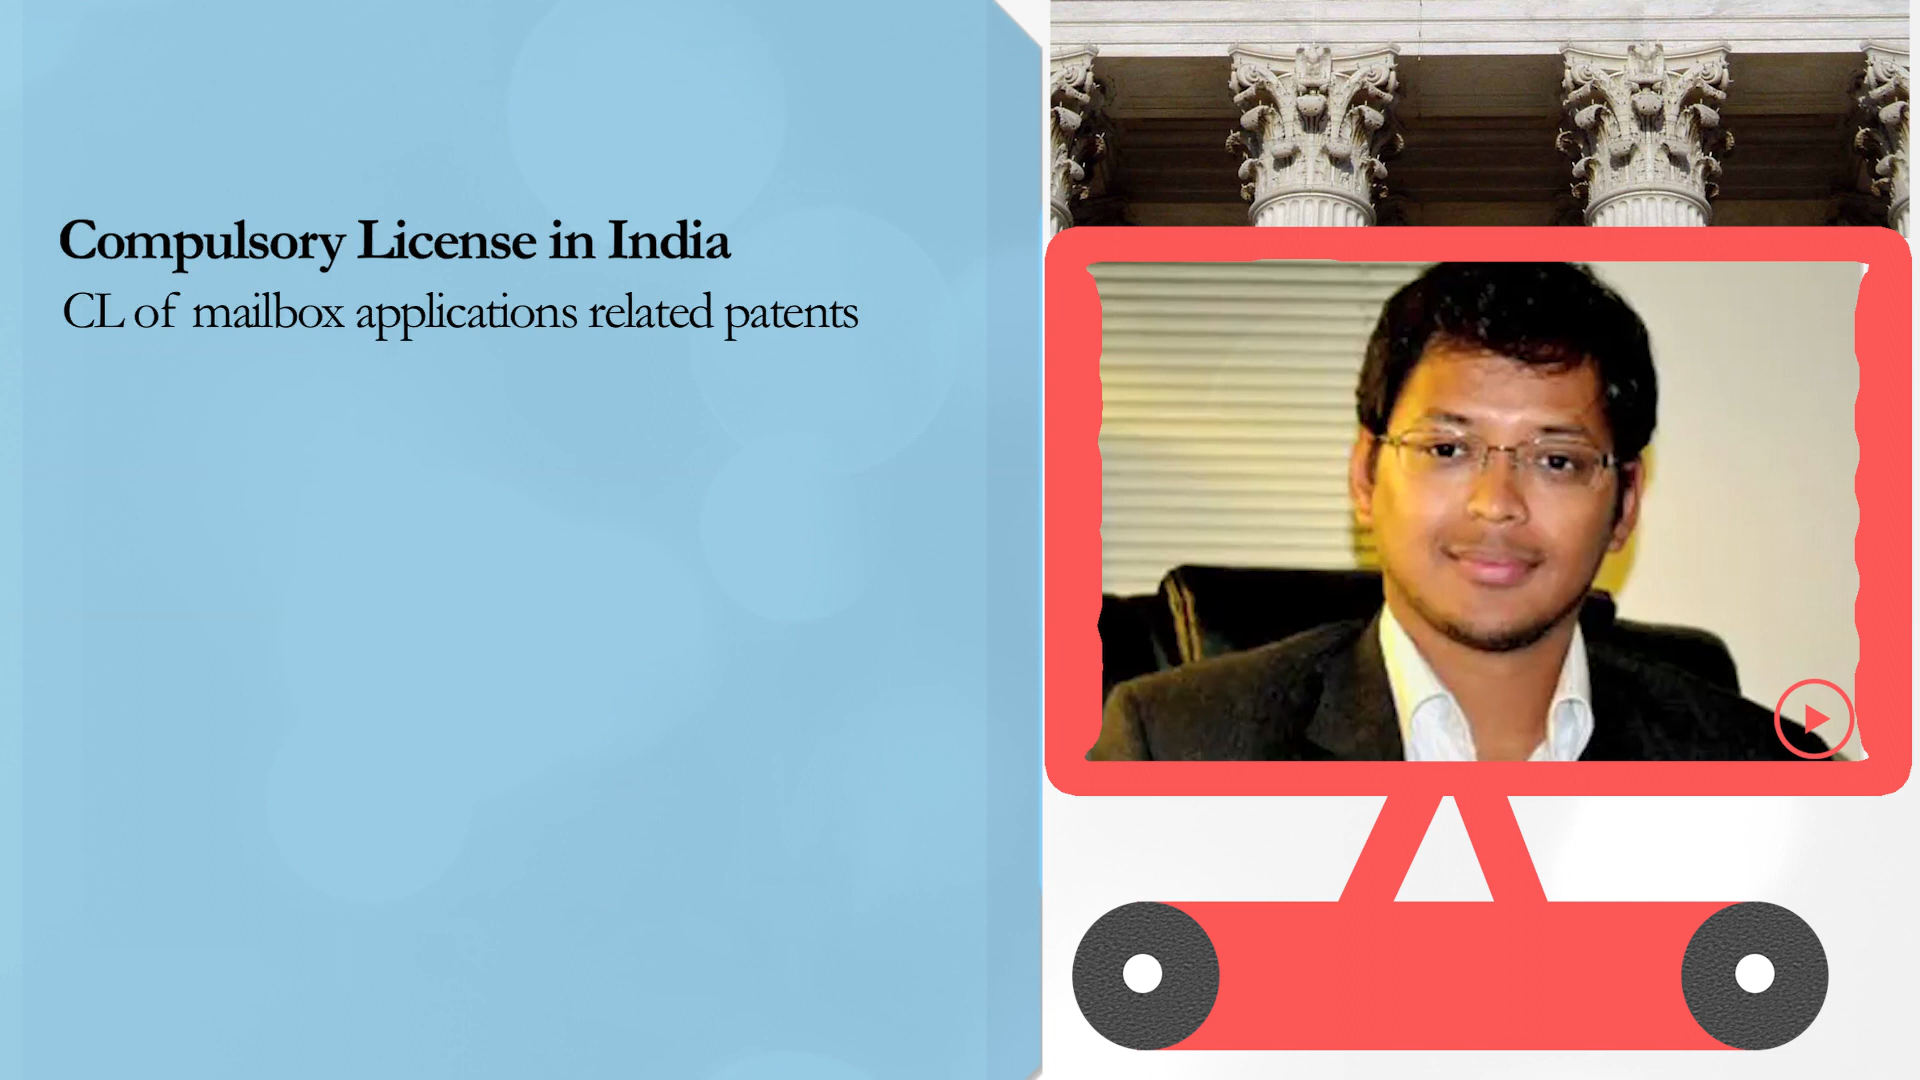 Compulsory License in India
CL of mailbox applications related patents